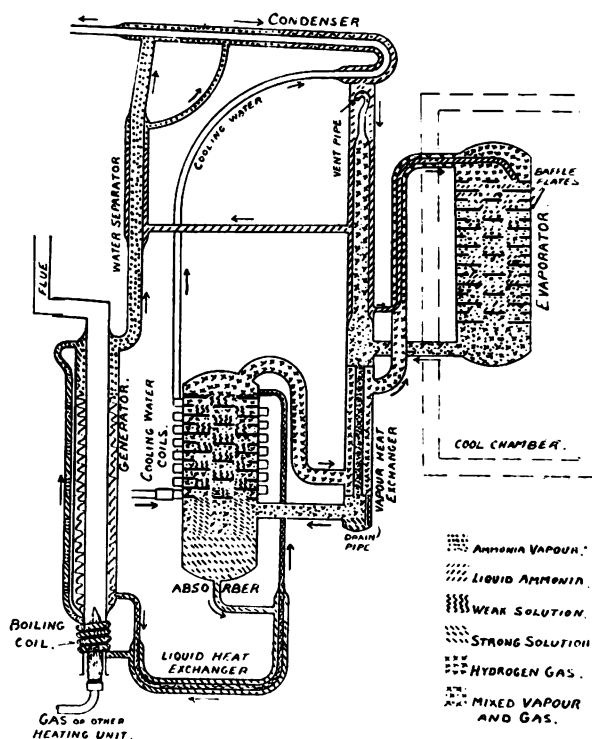 CONDENSER
COOLING WATER
VENT PIPE
WATER SEPARATOR
BAFFLE
PLATES
EVAPORATOR
FLUE
GENERATOR.
COOLING WATER
COILS.
VAPOUR HEAT
EXCHANGER
COOL CHAMBER.
DRAIN
PIPE
ABSORBER
BOILING
COIL.
LIQUID HEAT
EXCHANGER
GAS OR OTHER
HEATING UNIT.
AMMONIA VAPOUR.
LIQUID AMMONIA.
WEAK SOLUTION.
STRONG SOLUTION
HYDROGEN GAS.
MIXED VAPOUR
AND GAS.